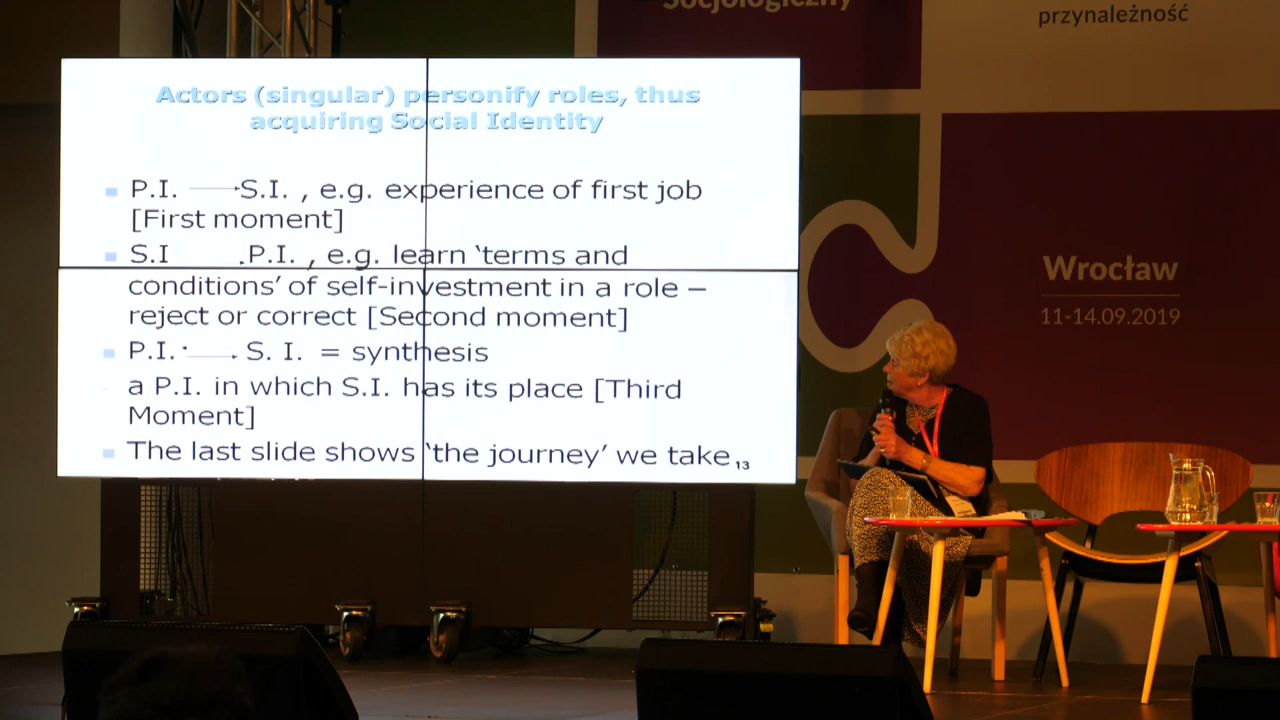 Socjologiczny
przynależność
Actors (singular) personify roles, thus
acquiring Social Identity
P.I. → S.I. , e.g. experience of first job
[First moment]
S.I .P.I. , e.g. learn ‘terms and
conditions’ of self-investment in a role –
reject or correct [Second moment]
P.I. . S. I. = synthesis
a P.I. in which S.I. has its place [Third
Moment]
The last slide shows ‘the journey’ we take
13
Wrocław
11-14.09.2019